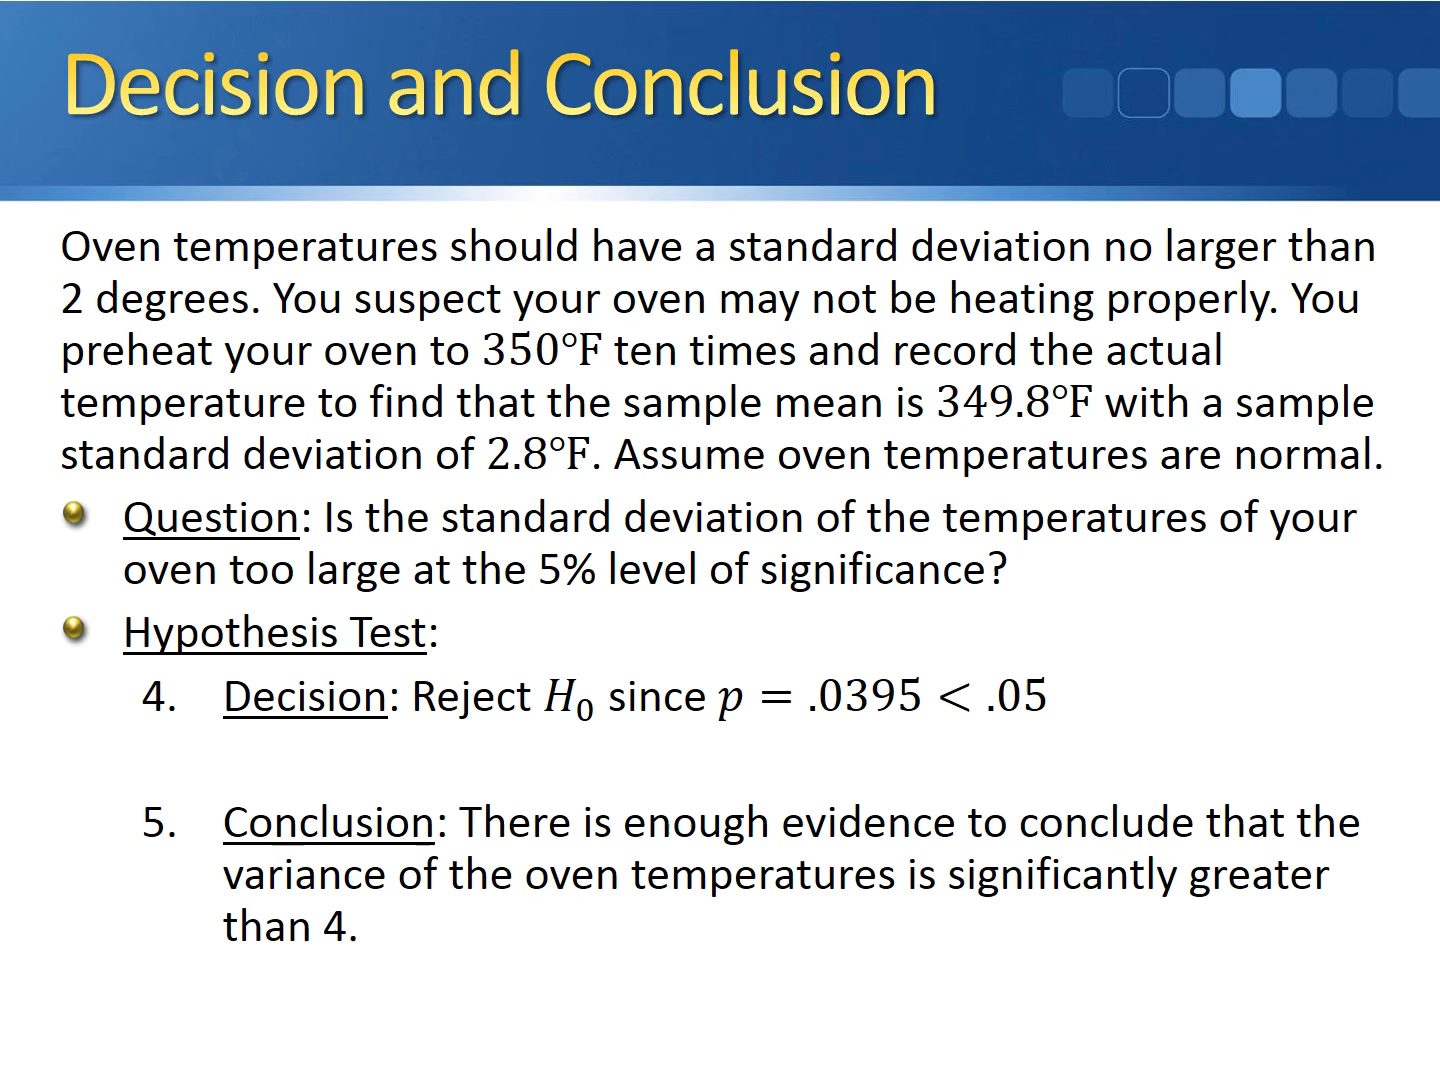 Decision and Conclusion
Oven temperatures should have a standard deviation no larger than
2 degrees. You suspect your oven may not be heating properly. You
preheat your oven to 350°F ten times and record the actual
temperature to find that the sample mean is 349.8°F with a sample
standard deviation of 2.8°F. Assume oven temperatures are normal.
Question: Is the standard deviation of the temperatures of your
oven too large at the 5% level of significance?
Hypothesis Test:
4. Decision: Reject H₀ since p = .0395 < .05
5. Conclusion: There is enough evidence to conclude that the
variance of the oven temperatures is significantly greater
than 4.